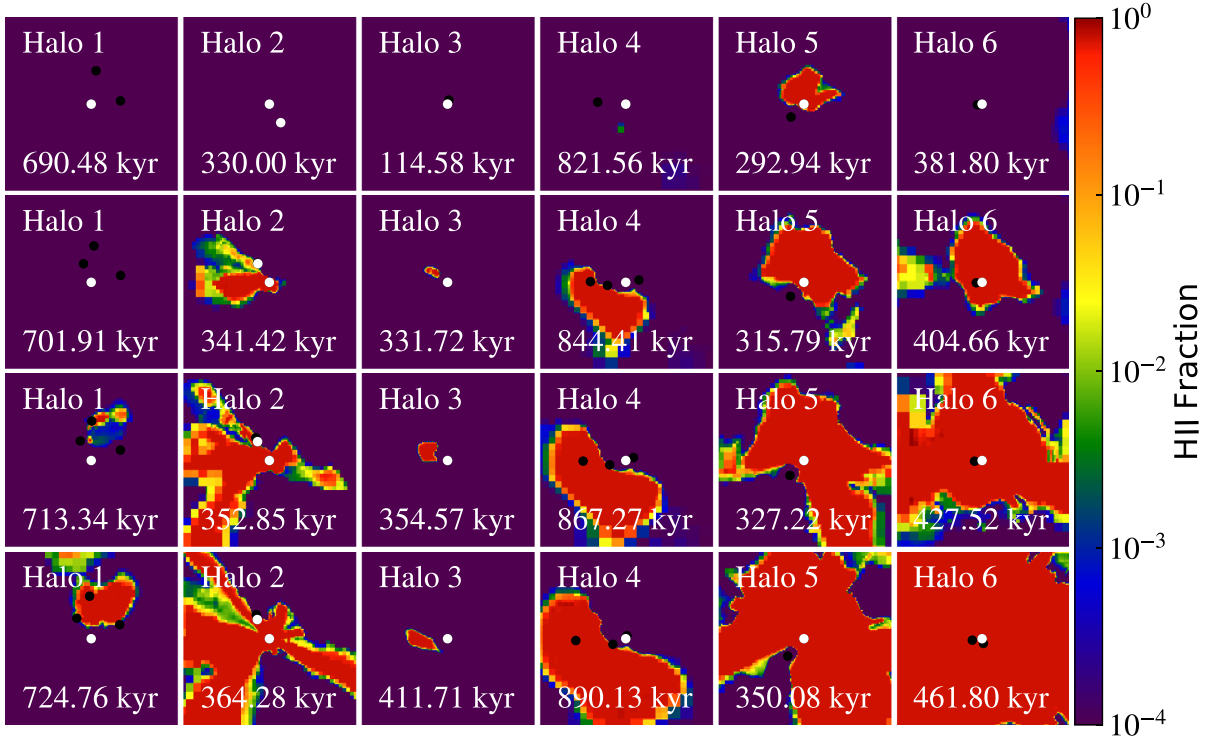 Halo 1 Halo 2 Halo 3 Halo 4 Halo 5 Halo 6
690.48 kyr 330.00 kyr 114.58 kyr 821.56 kyr 292.94 kyr 381.80 kyr
Halo 1 Halo 2 Halo 3 Halo 4 Halo 5 Halo 6
701.91 kyr 341.42 kyr 331.72 kyr 844.41 kyr 315.79 kyr 404.66 kyr
Halo 1 Halo 2 Halo 3 Halo 4 Halo 5 Halo 6
713.34 kyr 352.85 kyr 354.57 kyr 867.27 kyr 327.22 kyr 427.52 kyr
Halo 1 Halo 2 Halo 3 Halo 4 Halo 5 Halo 6
724.76 kyr 364.28 kyr 411.71 kyr 890.13 kyr 350.08 kyr 461.80 kyr
10⁰
10⁻¹
10⁻²
10⁻³
10⁻⁴
HII Fraction